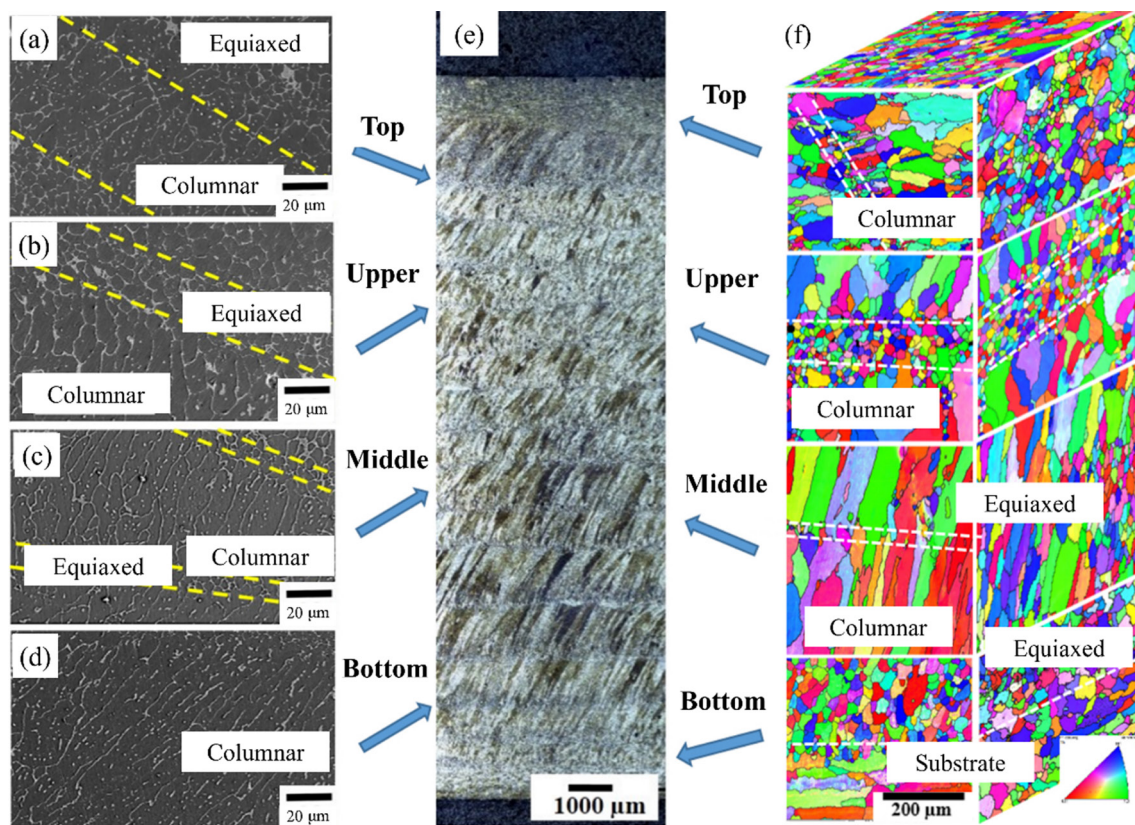 (a)
Equiaxed
Columnar
20 μm
(b)
Equiaxed
Columnar
20 μm
(c)
Equiaxed
Columnar
20 μm
(d)
Columnar
20 μm
Top
Upper
Middle
Bottom
(e)
1000 μm
Top
Upper
Middle
Bottom
(f)
Columnar
Columnar
Equiaxed
Columnar
Equiaxed
Substrate
200 μm